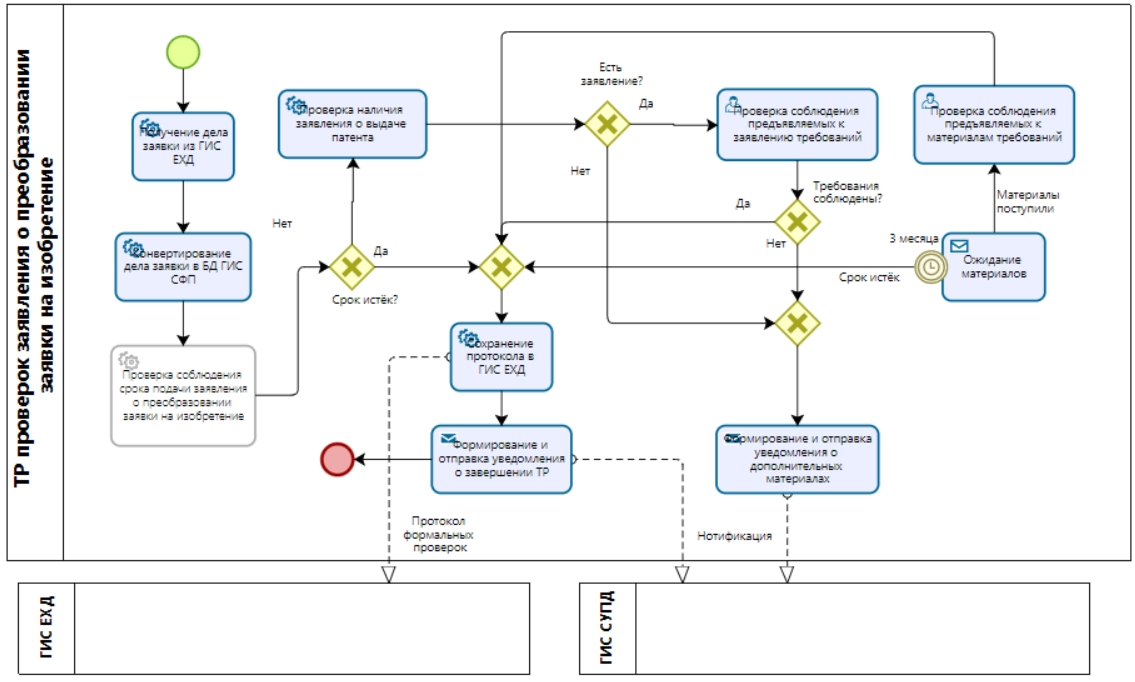 ТР проверок заявления о преобразовании
заявки на изобретение
Получение дела
заявки из ГИС
ЕХД
Конвертирование
дела заявки в БД ГИС
СФП
Проверка соблюдения
срока подачи заявления
о преобразовании
заявки на изобретение
Проверка наличия
заявления о выдаче
патента
Нет
Да
Срок истёк?
Есть
заявление?
Да
Нет
Проверка соблюдения
предъявляемых к
заявлению требований
Требования
соблюдены?
Да
Нет
Проверка соблюдения
предъявляемых к
материалам требований
Материалы
поступили
3 месяца
Ожидание
материалов
Срок истёк
Сохранение
протокола в
ГИС ЕХД
Формирование и
отправка уведомления
о завершении ТР
Формирование и отправка
уведомления о
дополнительных
материалах
Протокол
формальных
проверок
Нотификация
ГИС ЕХД
ГИС СУПД